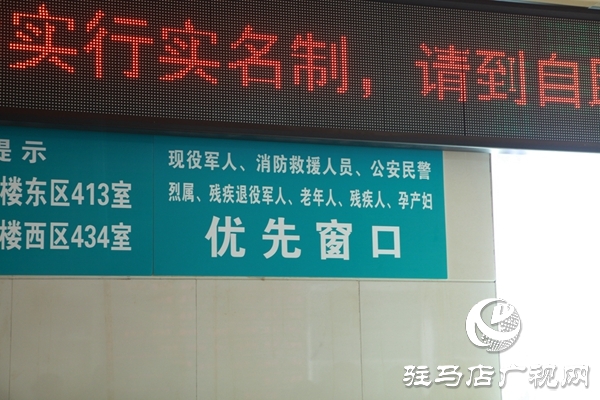 实行实名制，请到自
提示
楼东区413室
楼西区434室
现役军人、消防救援人员、公安民警
烈属、残疾退役军人、老年人、残疾人、孕产妇
优先窗口
驻马店广视网